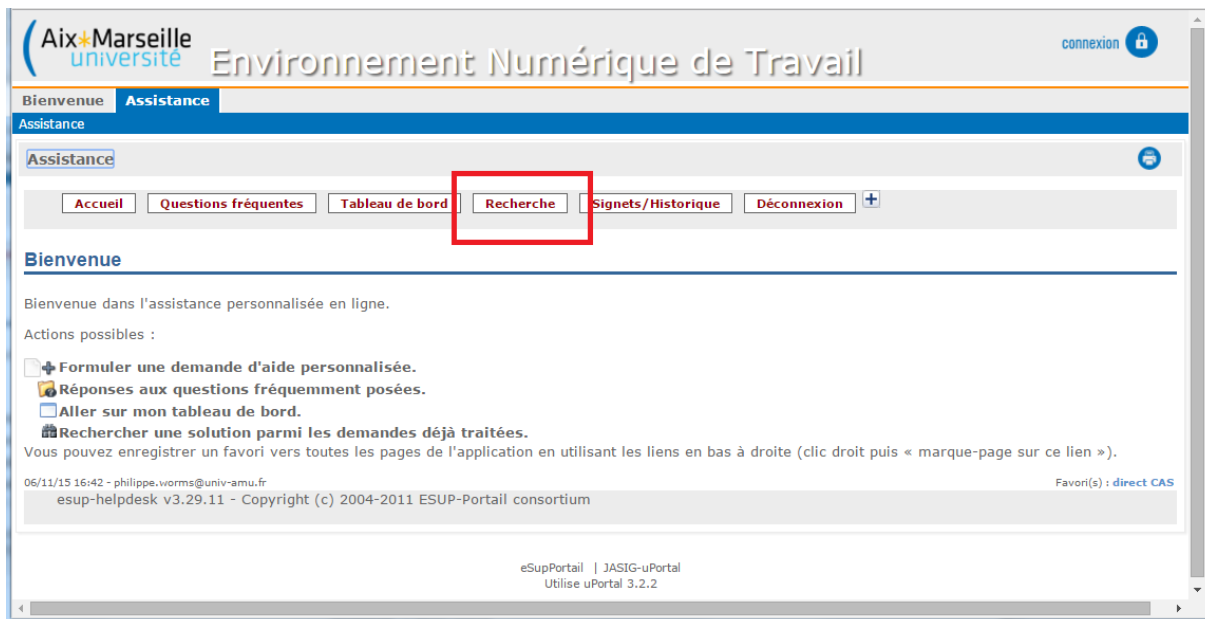 Aix*Marseille
université
Environnement Numérique de Travail
connexion
Bienvenue Assistance
Assistance
Assistance
Accueil Questions fréquentes Tableau de bord Recherche Signets/Historique Déconnexion
Bienvenue
Bienvenue dans l'assistance personnalisée en ligne.
Actions possibles :
Formuler une demande d'aide personnalisée.
Réponses aux questions fréquemment posées.
Aller sur mon tableau de bord.
Rechercher une solution parmi les demandes déjà traitées.
Vous pouvez enregistrer un favori vers toutes les pages de l'application en utilisant les liens en bas à droite (clic droit puis « marque-page sur ce lien »).
06/11/15 16:42 - philippe.worms@univ-amu.fr Favori(s) : direct CAS
esup-helpdesk v3.29.11 - Copyright (c) 2004-2011 ESUP-Portail consortium
eSupPortail | JASIG-uPortal
Utilise uPortal 3.2.2